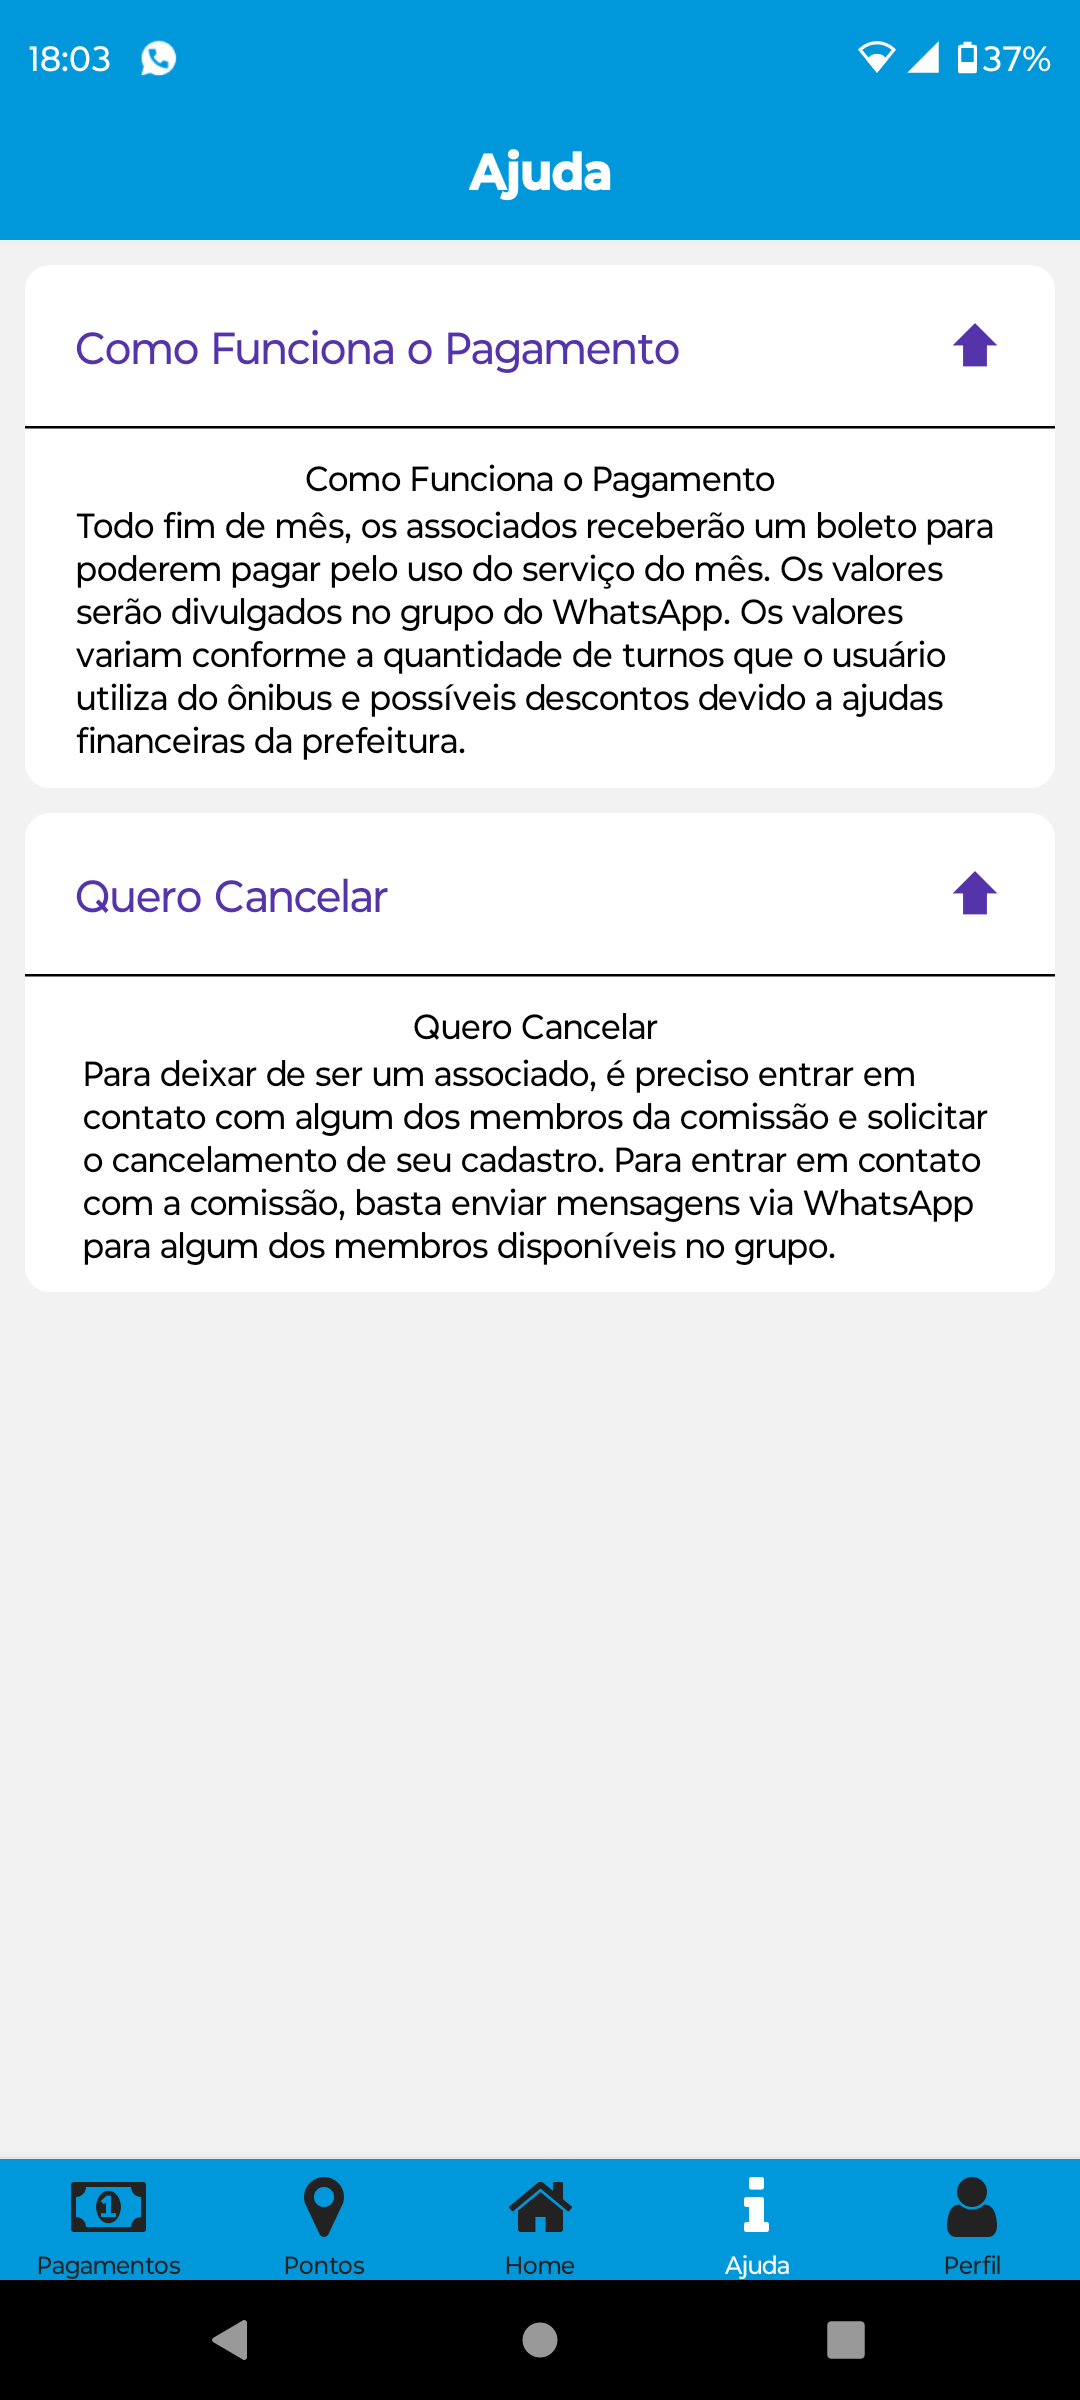 18:03
37%
Ajuda
Como Funciona o Pagamento
Como Funciona o Pagamento
Todo fim de mês, os associados receberão um boleto para
poderem pagar pelo uso do serviço do mês. Os valores
serão divulgados no grupo do WhatsApp. Os valores
variam conforme a quantidade de turnos que o usuário
utiliza do ônibus e possíveis descontos devido a ajudas
financeiras da prefeitura.
Quero Cancelar
Quero Cancelar
Para deixar de ser um associado, é preciso entrar em
contato com algum dos membros da comissão e solicitar
o cancelamento de seu cadastro. Para entrar em contato
com a comissão, basta enviar mensagens via WhatsApp
para algum dos membros disponíveis no grupo.
1
Pagamentos
Pontos
Home
Ajuda
Perfil